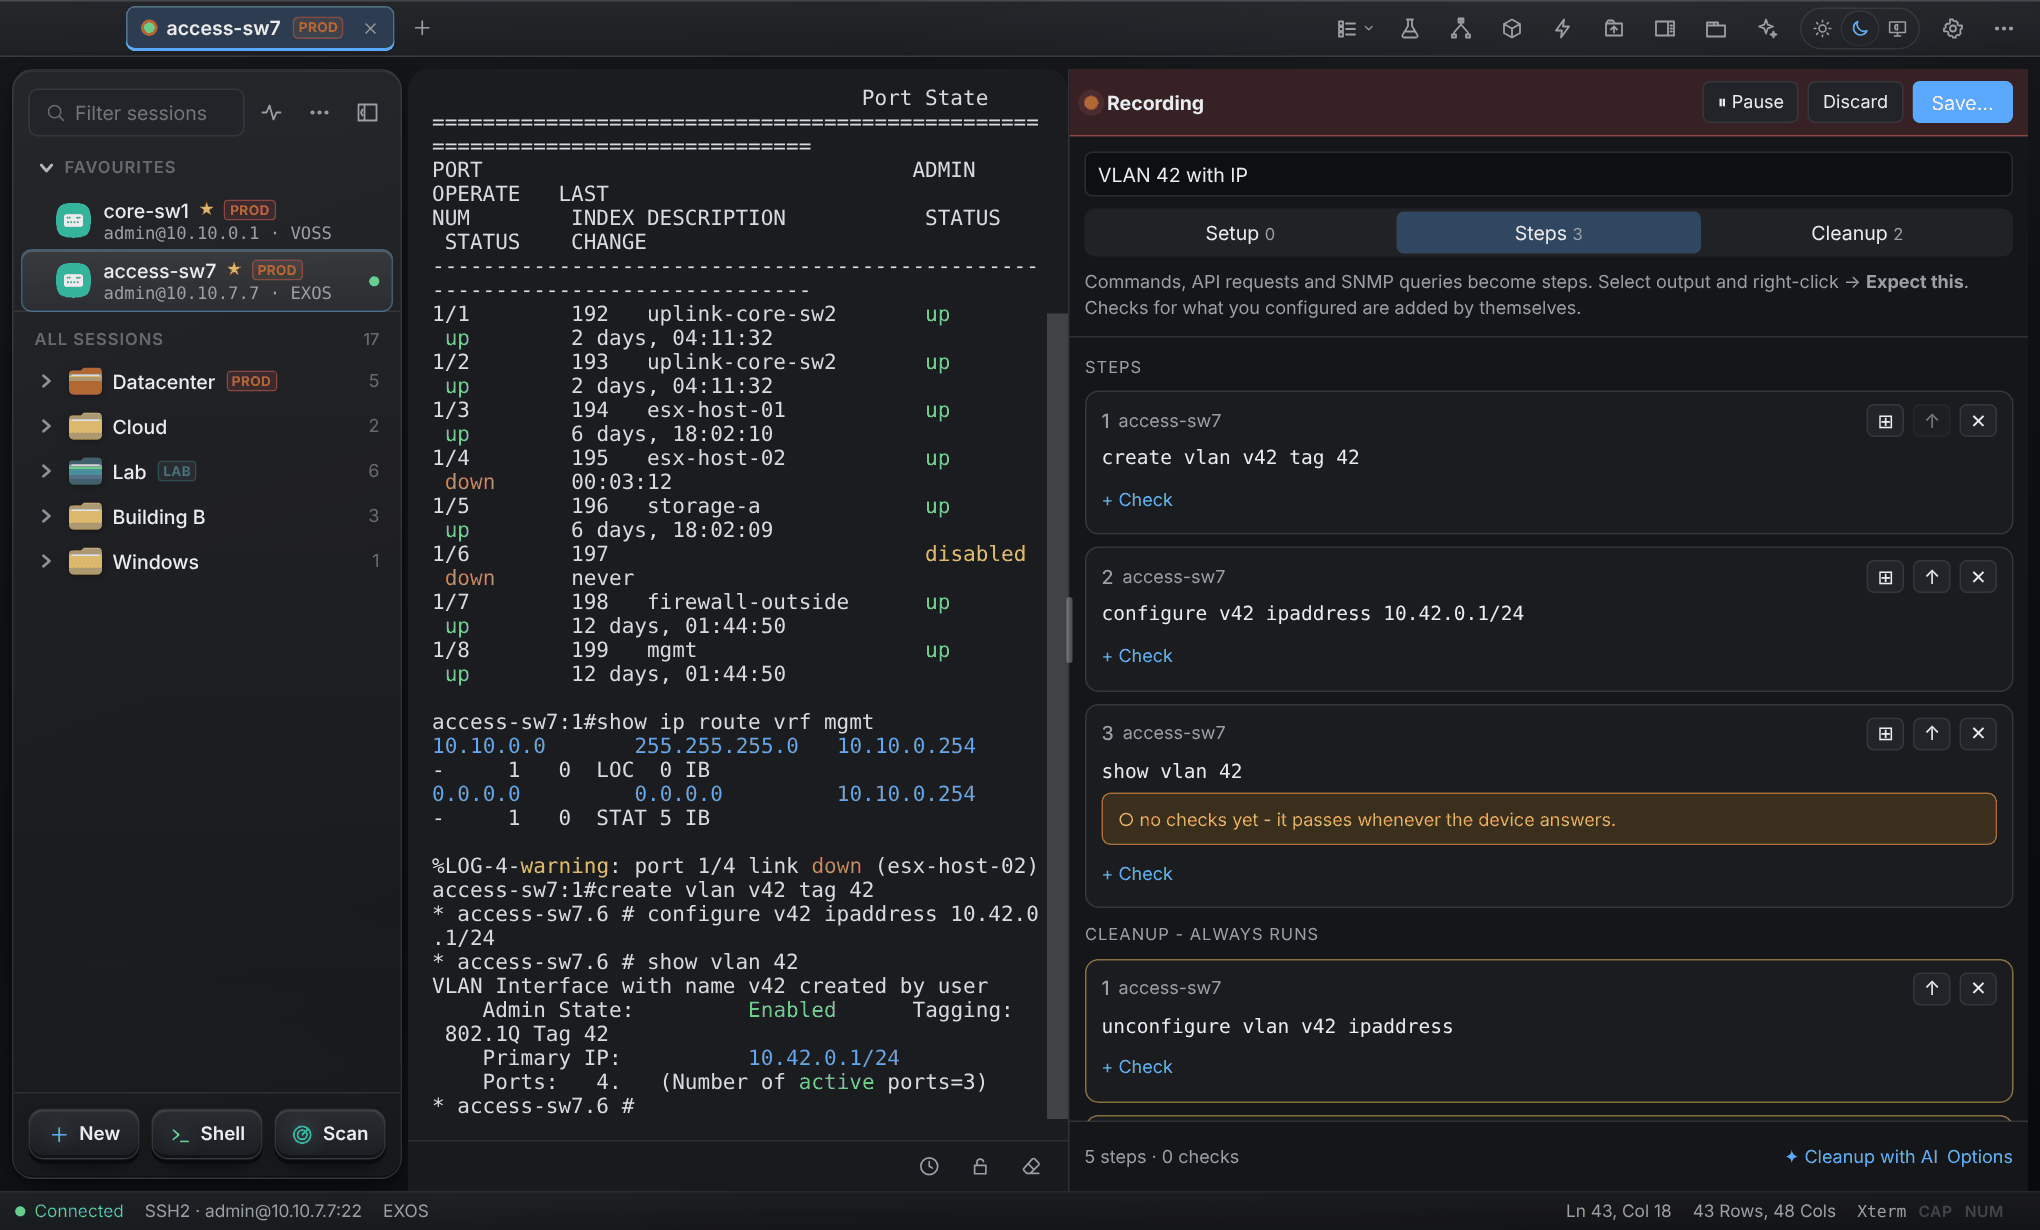 access-sw7 PROD
Filter sessions
FAVOURITES
core-sw1 ★ PROD
admin@10.10.0.1 · VOSS
access-sw7 ★ PROD
admin@10.10.7.7 · EXOS
ALL SESSIONS 17
Datacenter PROD 5
Cloud 2
Lab LAB 6
Building B 3
Windows 1
+ New
>_ Shell
Scan
Port State
================================================
==============================
PORT ADMIN
OPERATE LAST
NUM INDEX DESCRIPTION STATUS
STATUS CHANGE
------------------------------------------------
------------------------------
1/1 192 uplink-core-sw2 up
up 2 days, 04:11:32
1/2 193 uplink-core-sw2 up
up 2 days, 04:11:32
1/3 194 esx-host-01 up
up 6 days, 18:02:10
1/4 195 esx-host-02 up
down 00:03:12
1/5 196 storage-a up
up 6 days, 18:02:09
1/6 197 disabled
down never
1/7 198 firewall-outside up
up 12 days, 01:44:50
1/8 199 mgmt up
up 12 days, 01:44:50
access-sw7:1#show ip route vrf mgmt
10.10.0.0 255.255.255.0 10.10.0.254
- 1 0 LOC 0 IB
0.0.0.0 0.0.0.0 10.10.0.254
- 1 0 STAT 5 IB
%LOG-4-warning: port 1/4 link down (esx-host-02)
access-sw7:1#create vlan v42 tag 42
* access-sw7.6 # configure v42 ipaddress 10.42.0
.1/24
* access-sw7.6 # show vlan 42
VLAN Interface with name v42 created by user
Admin State: Enabled Tagging:
802.1Q Tag 42
Primary IP: 10.42.0.1/24
Ports: 4. (Number of active ports=3)
* access-sw7.6 #
Recording
Pause
Discard
Save...
VLAN 42 with IP
Setup 0
Steps 3
Cleanup 2
Commands, API requests and SNMP queries become steps. Select output and right-click → Expect this.
Checks for what you configured are added by themselves.
STEPS
1 access-sw7
create vlan v42 tag 42
+ Check
2 access-sw7
configure v42 ipaddress 10.42.0.1/24
+ Check
3 access-sw7
show vlan 42
no checks yet - it passes whenever the device answers.
+ Check
CLEANUP - ALWAYS RUNS
1 access-sw7
unconfigure vlan v42 ipaddress
+ Check
5 steps · 0 checks
Cleanup with AI Options
Connected SSH2 · admin@10.10.7.7:22 EXOS
Ln 43, Col 18 43 Rows, 48 Cols Xterm CAP NUM